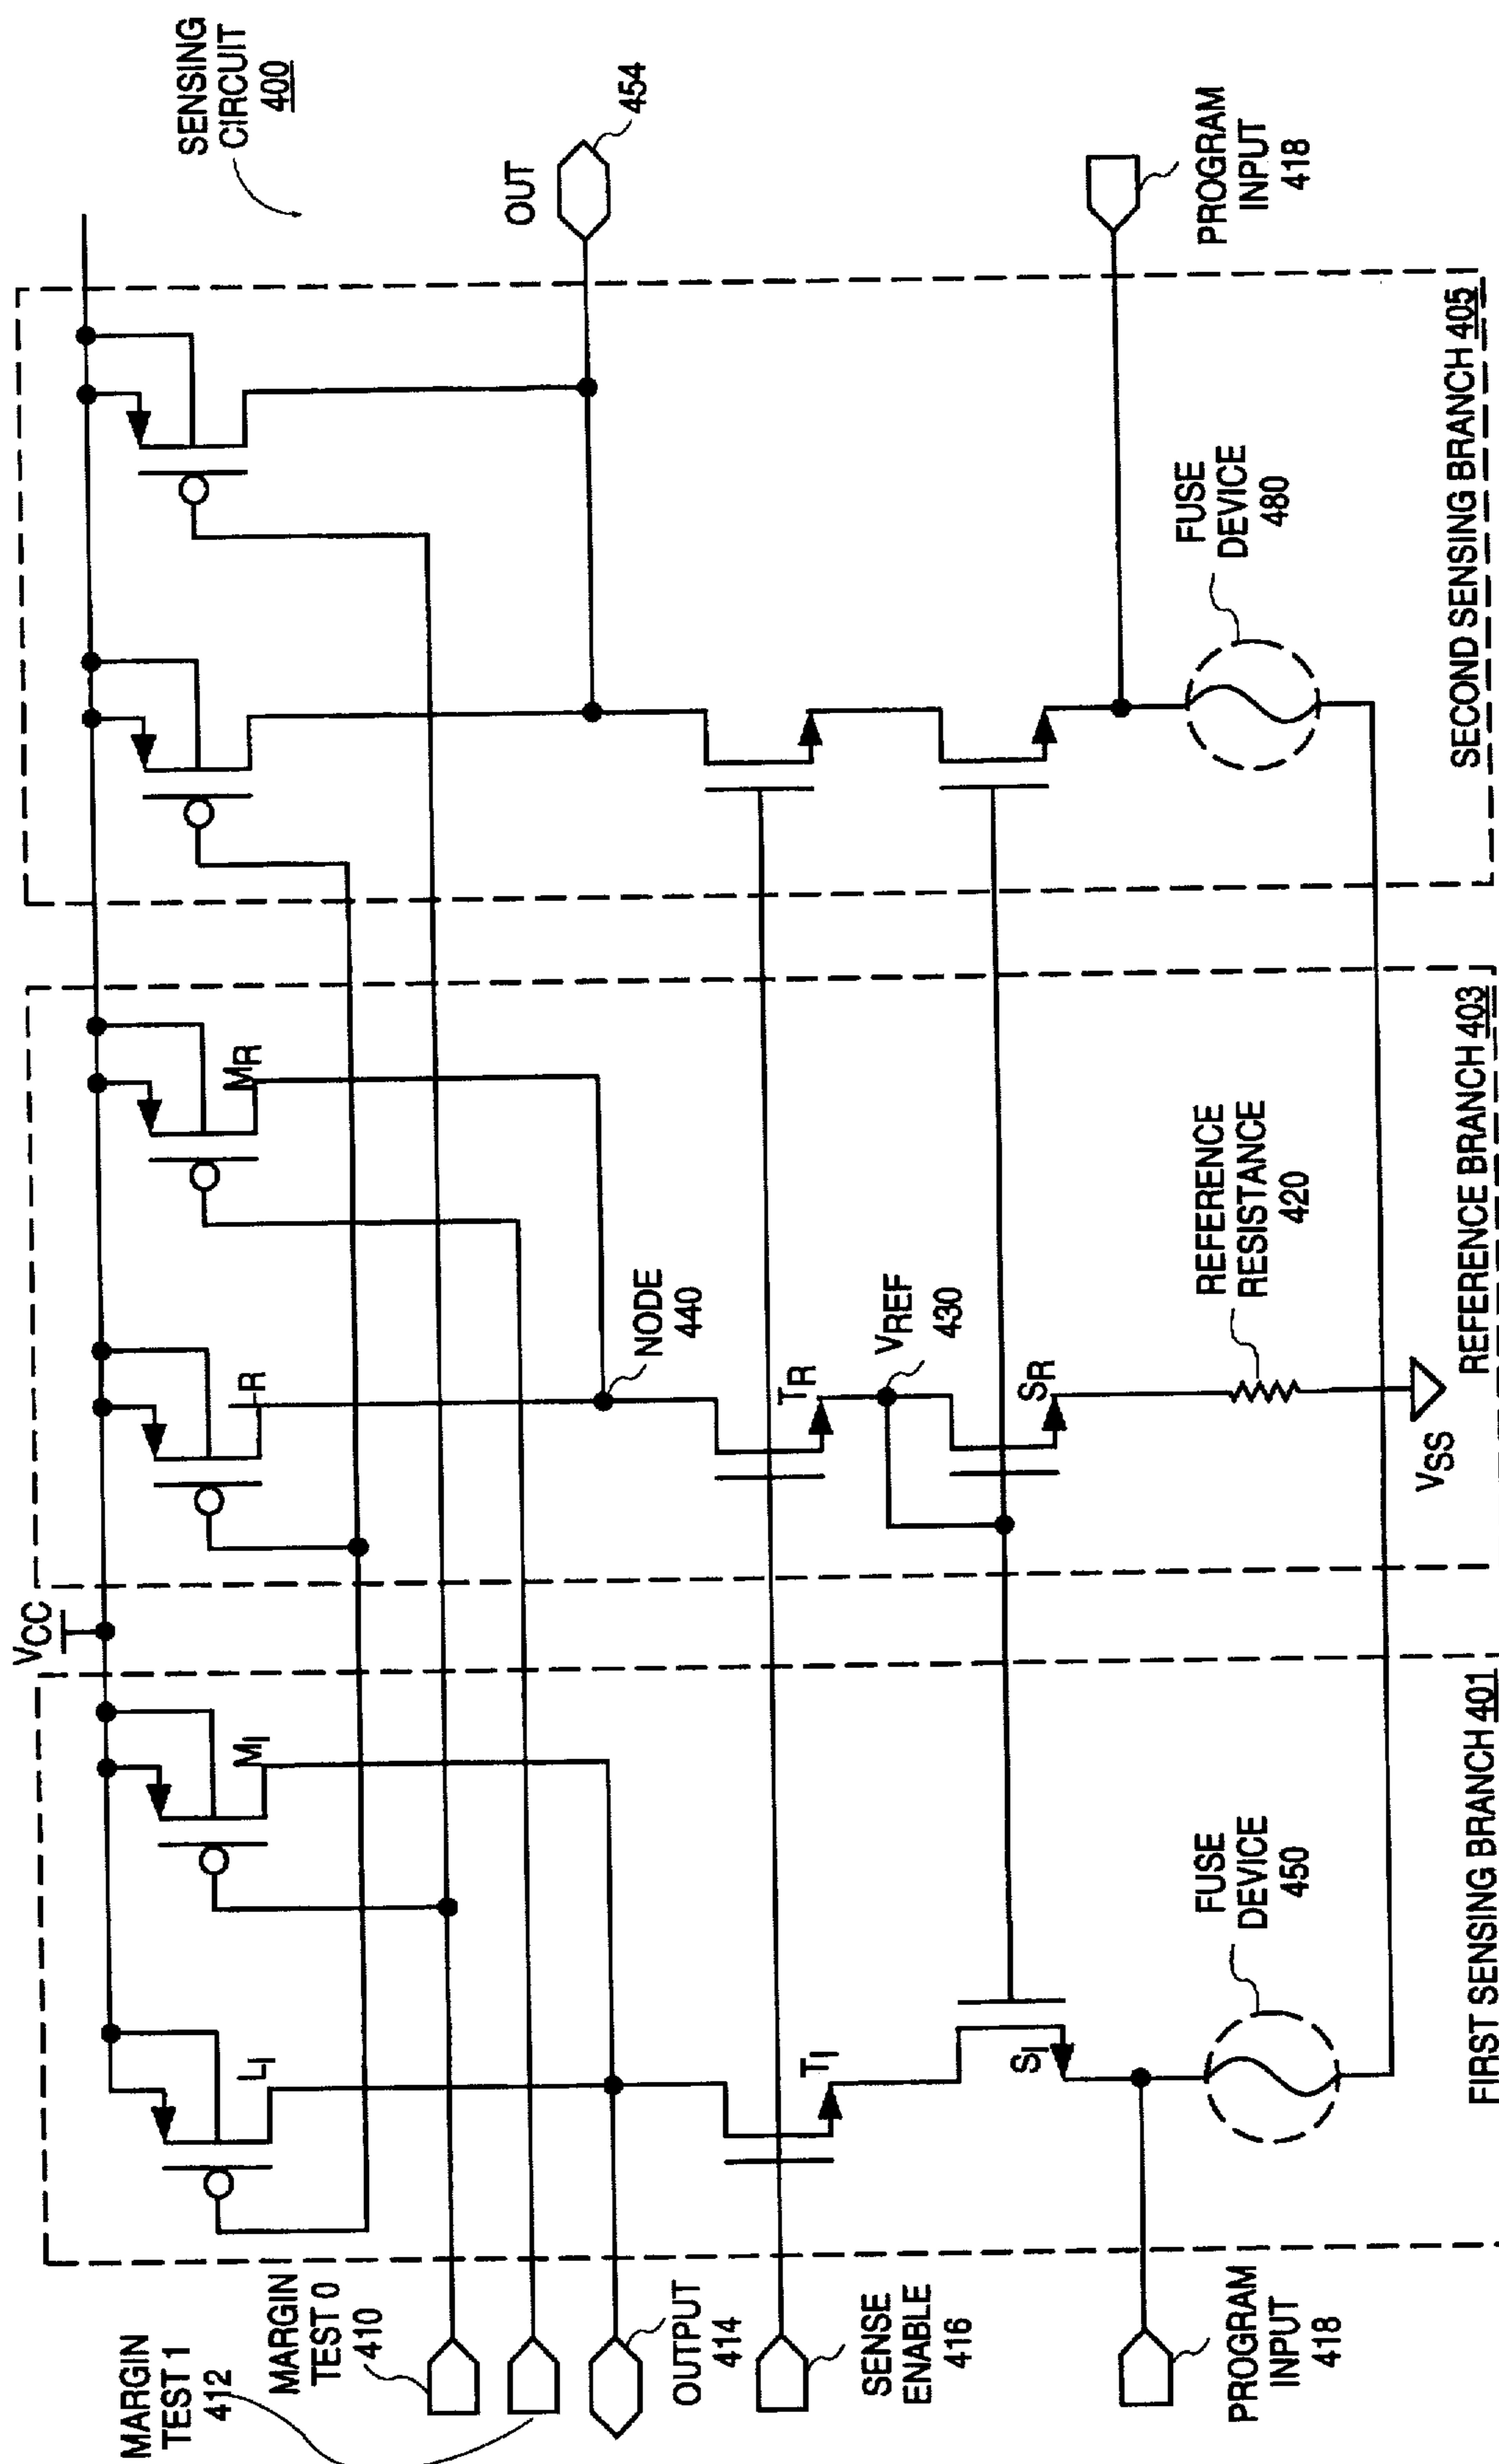 SENSING
CIRCUIT
400
VCC
LI
MI
LR
MR
MARGIN
TEST 1
412
MARGIN
TEST 0
410
OUTPUT
414
NODE
440
OUT
454
SENSE
ENABLE
416
TI
TR
VREF
430
SI
SR
PROGRAM
INPUT
418
FUSE
DEVICE
450
REFERENCE
RESISTANCE
420
FUSE
DEVICE
480
PROGRAM
INPUT
418
VSS
FIRST SENSING BRANCH 401
REFERENCE BRANCH 403
SECOND SENSING BRANCH 405